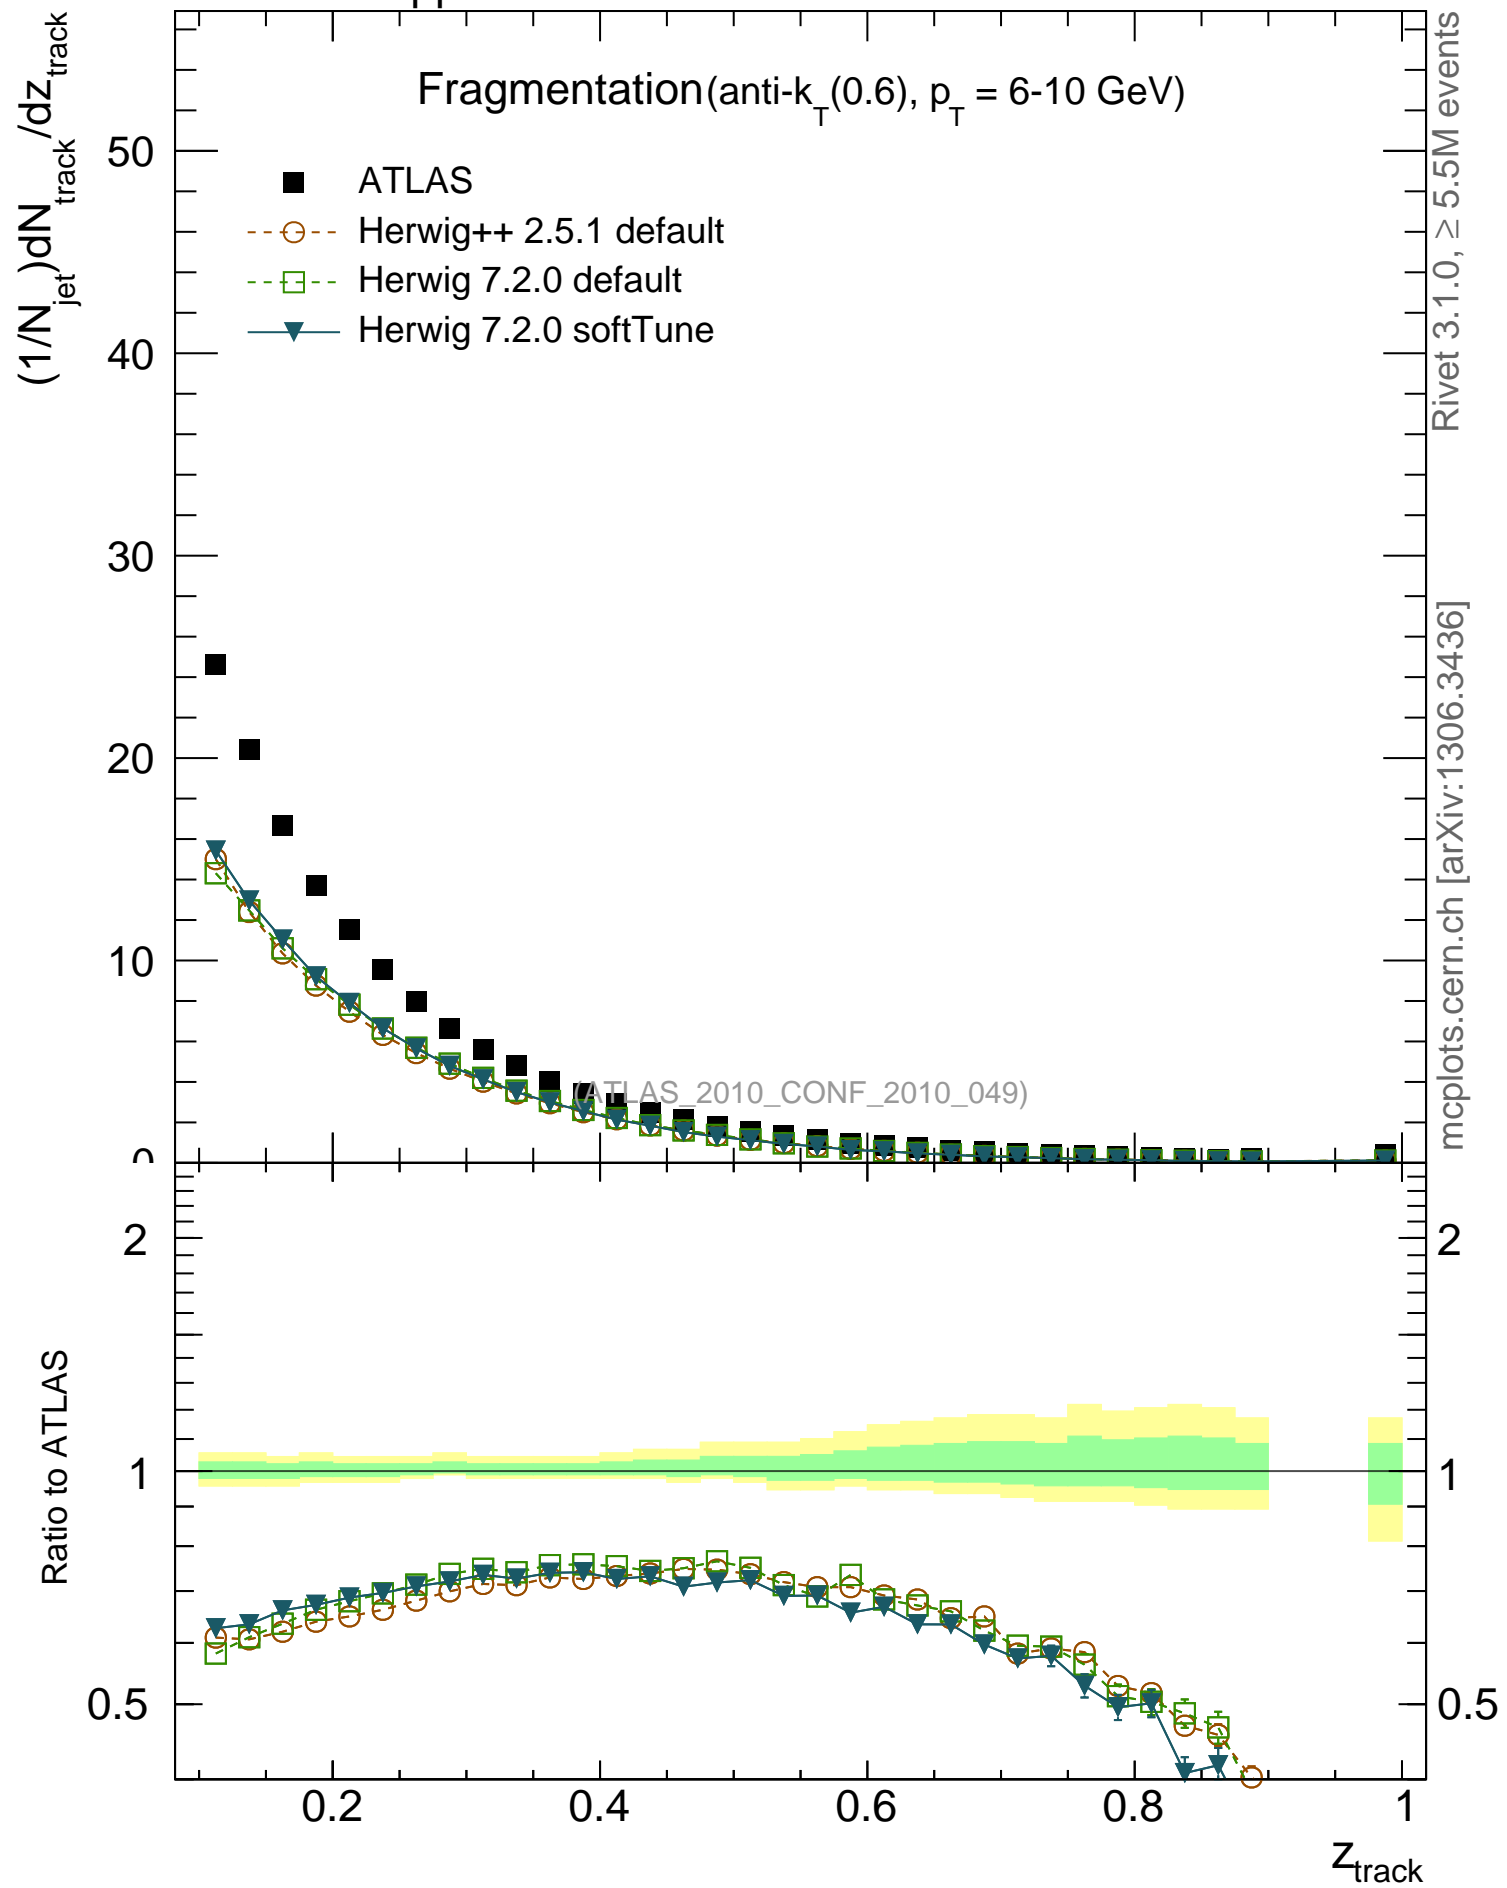 Fragmentation (anti-k_T(0.6), p_T = 6-10 GeV)
(1/N_jet)dN_track/dz_track
50
40
30
20
10
0
ATLAS
Herwig++ 2.5.1 default
Herwig 7.2.0 default
Herwig 7.2.0 softTune
(ATLAS_2010_CONF_2010_049)
Rivet 3.1.0, ≥ 5.5M events
mcplots.cern.ch [arXiv:1306.3436]
Ratio to ATLAS
2
1
0.5
2
1
0.5
0.2 0.4 0.6 0.8 1
z_track